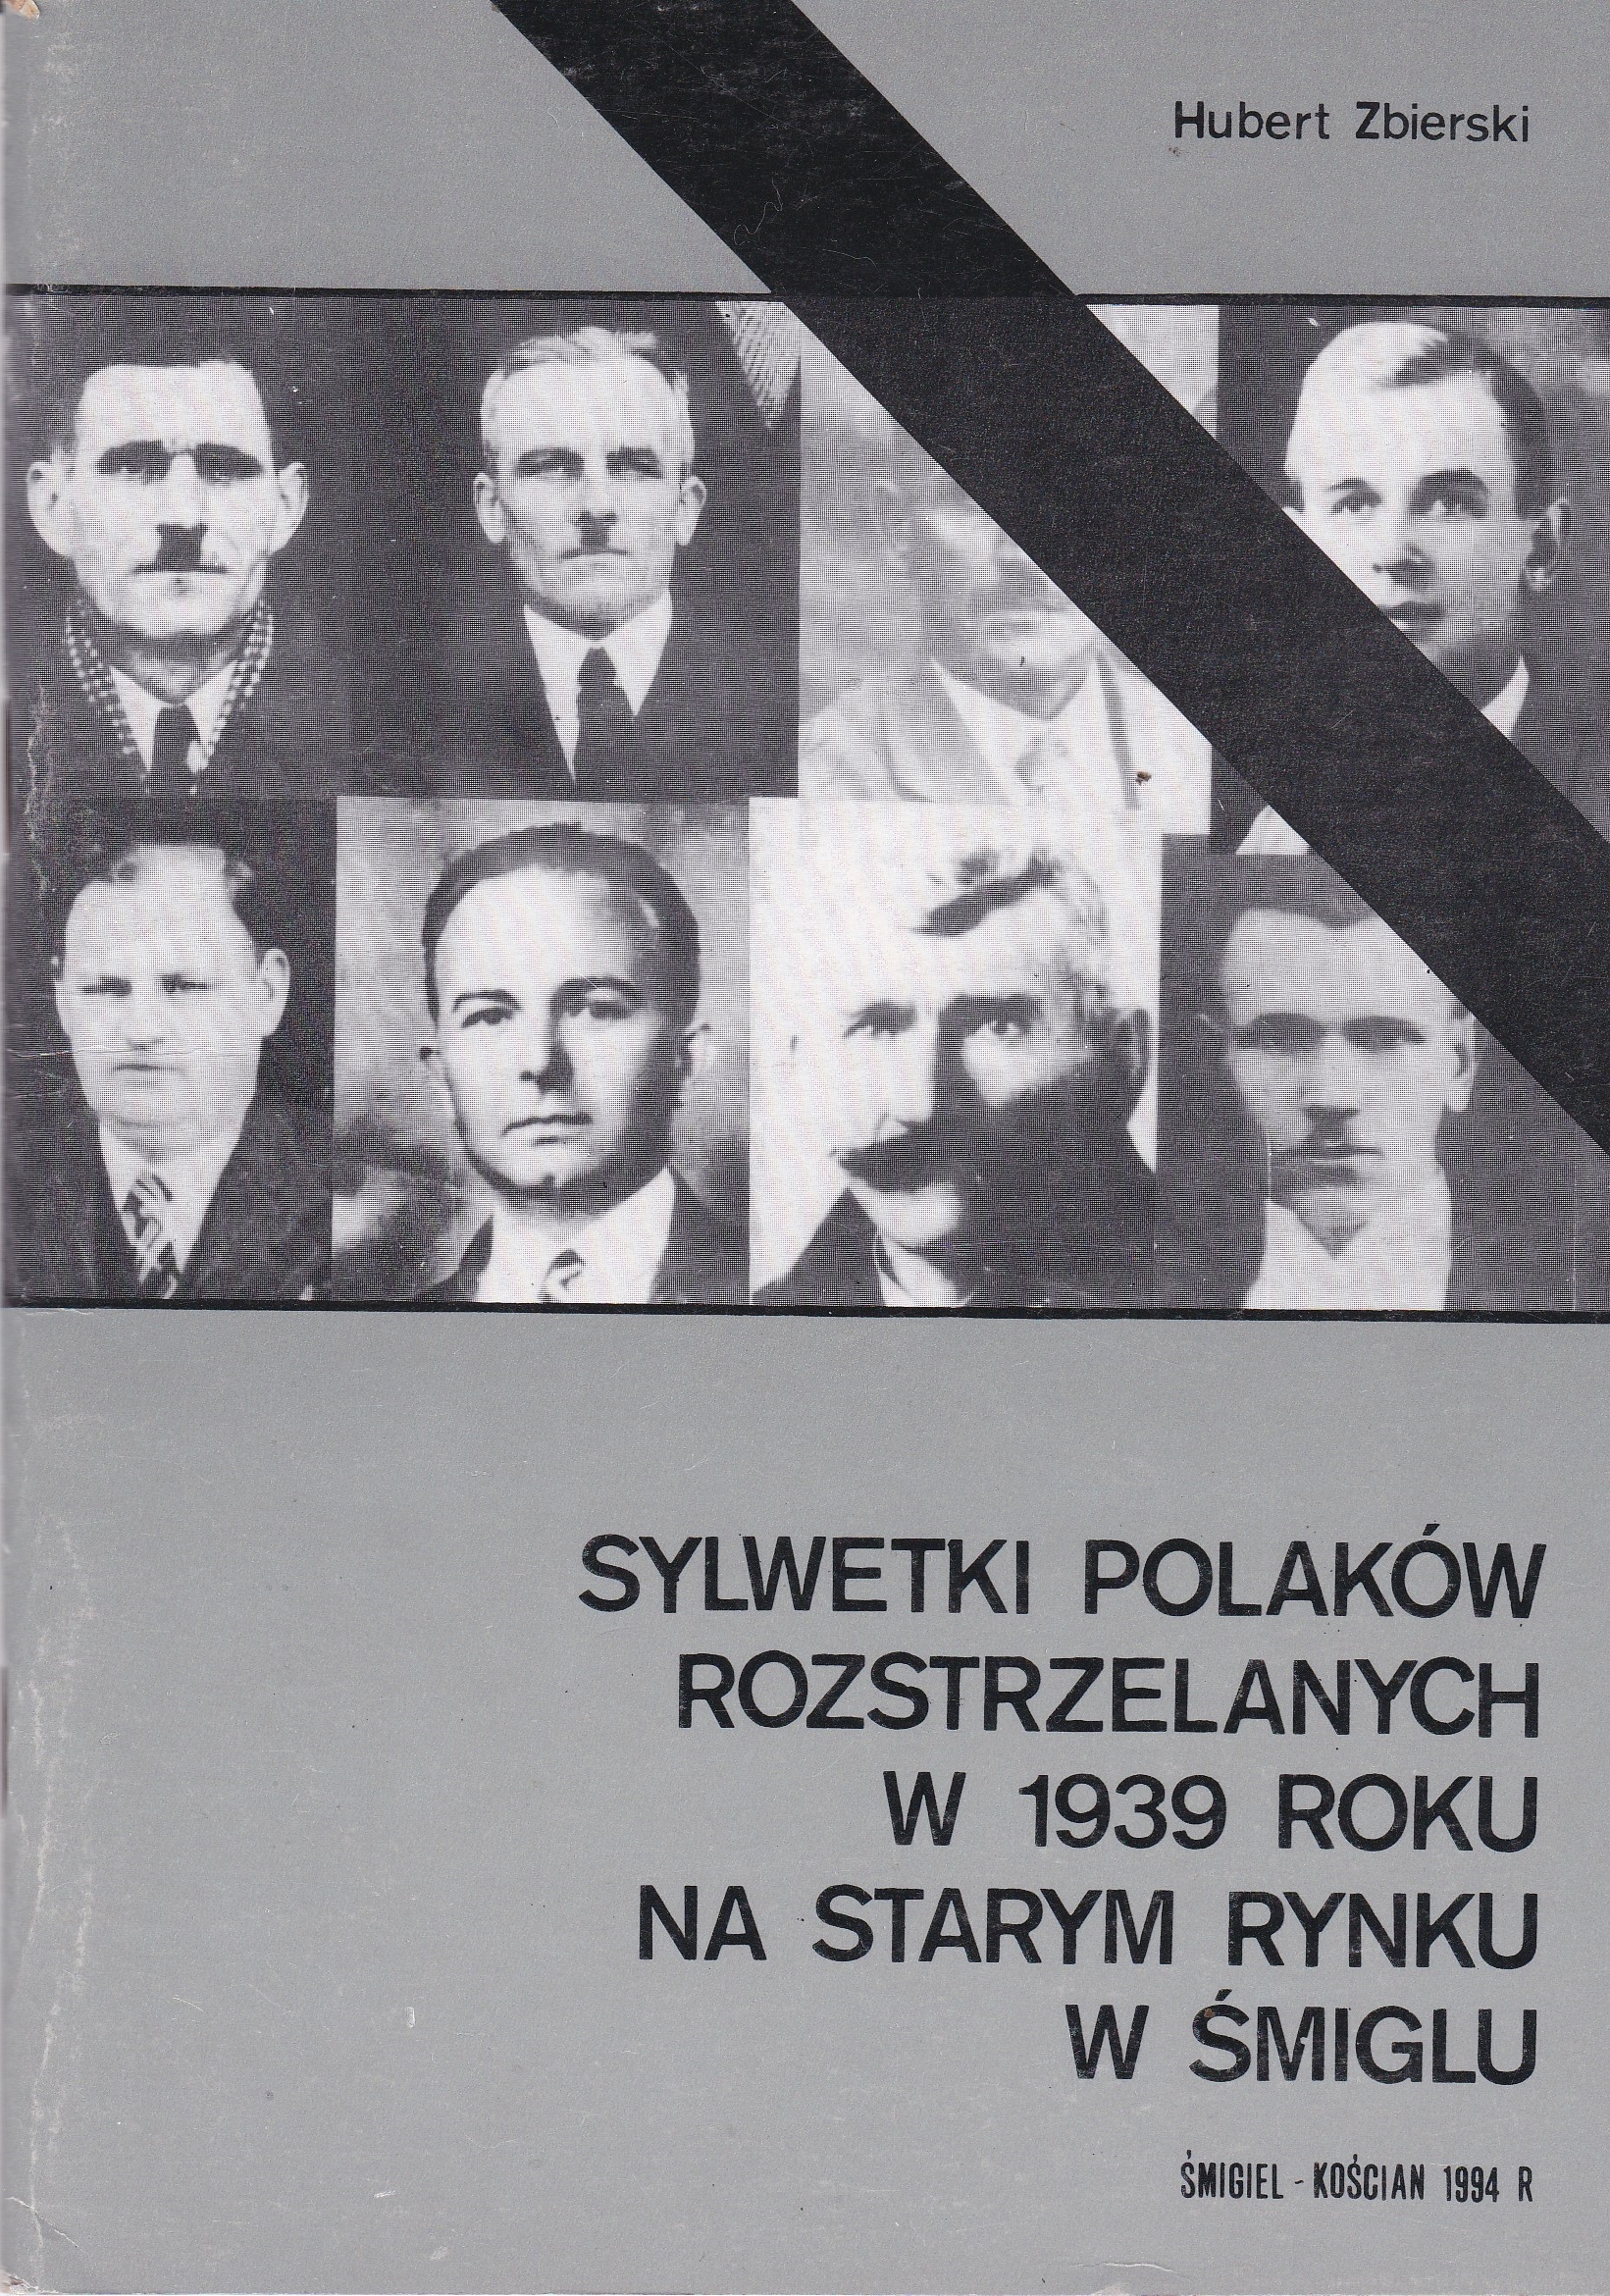 Hubert Zbierski
SYLWETKI POLAKÓW
ROZSTRZELANYCH
W 1939 ROKU
NA STARYM RYNKU
W ŚMIGLU
ŚMIGIEL - KOŚCIAN 1994 R